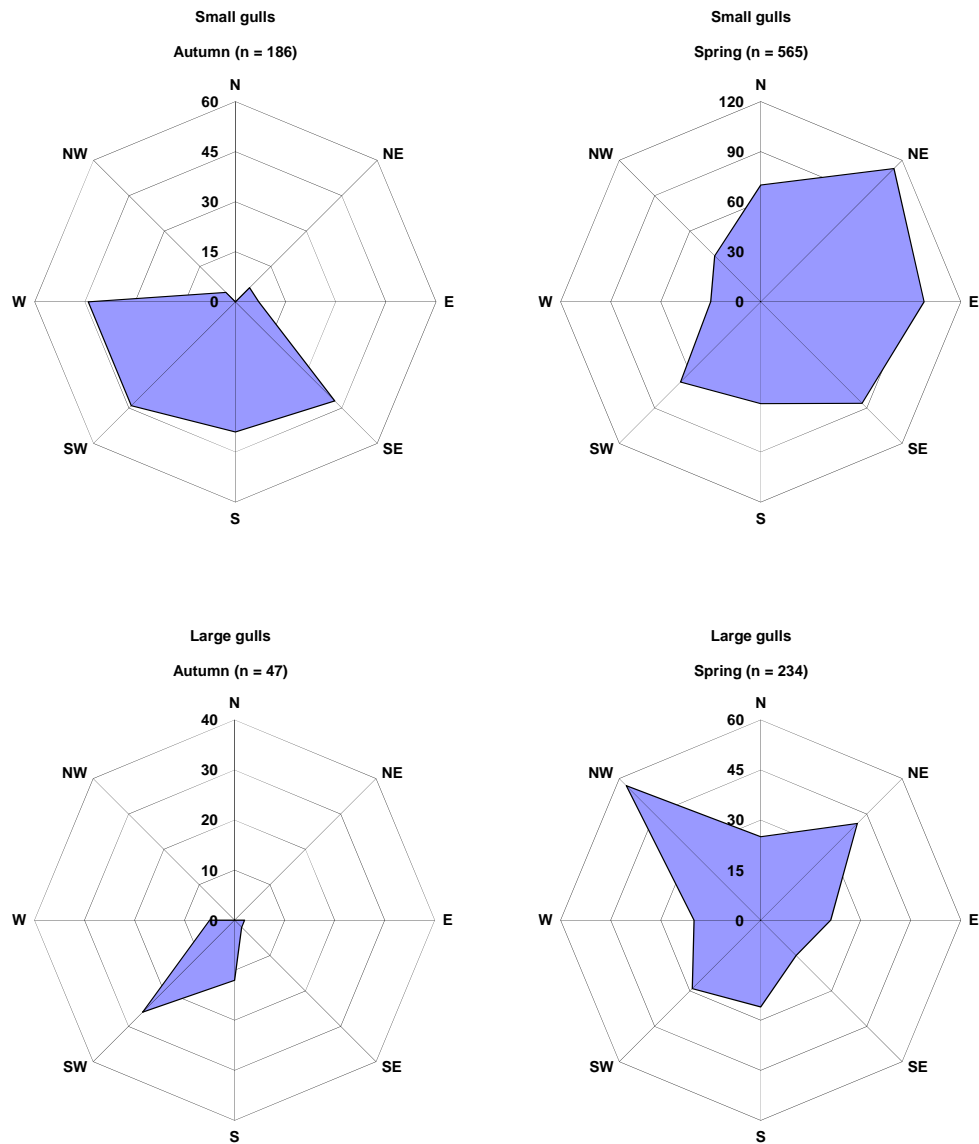 Small gulls
Autumn (n = 186)
N
60
45
30
15
0
NW
NE
W
E
SW
SE
S
Small gulls
Spring (n = 565)
N
120
90
60
30
0
NW
NE
W
E
SW
SE
S
Large gulls
Autumn (n = 47)
N
40
30
20
10
0
NW
NE
W
E
SW
SE
S
Large gulls
Spring (n = 234)
N
60
45
30
15
0
NW
NE
W
E
SW
SE
S